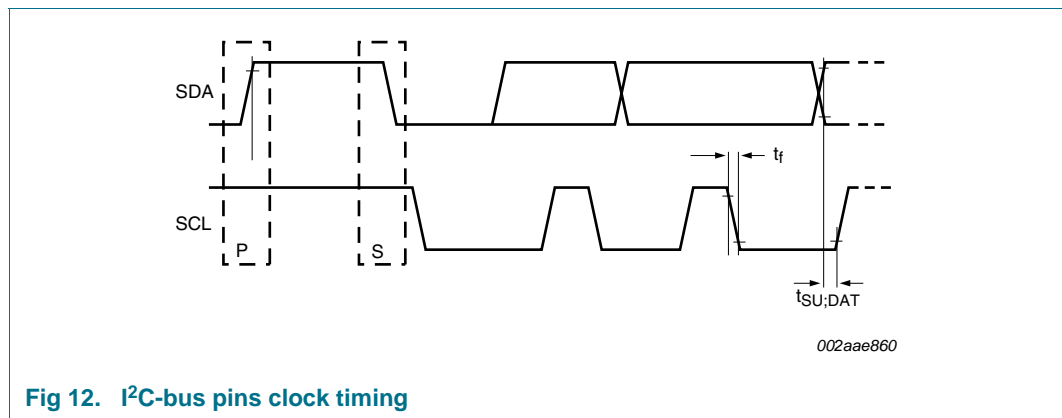 SDA
t_f
SCL
P
S
t_SU;DAT
002aae860
Fig 12. I²C-bus pins clock timing